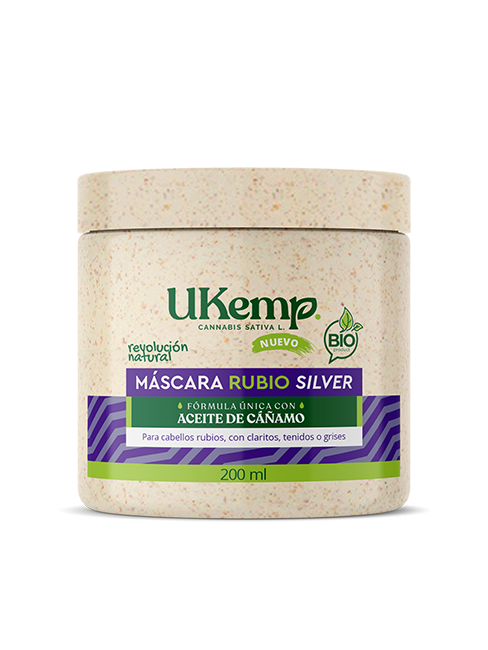 UKemp.
CANNABIS SATIVA L.
NUEVO
revolución
natural
BIO
MÁSCARA RUBIO SILVER
FÓRMULA ÚNICA CON
ACEITE DE CÁÑAMO
Para cabellos rubios, con claritos, tenidos o grises
200 ml